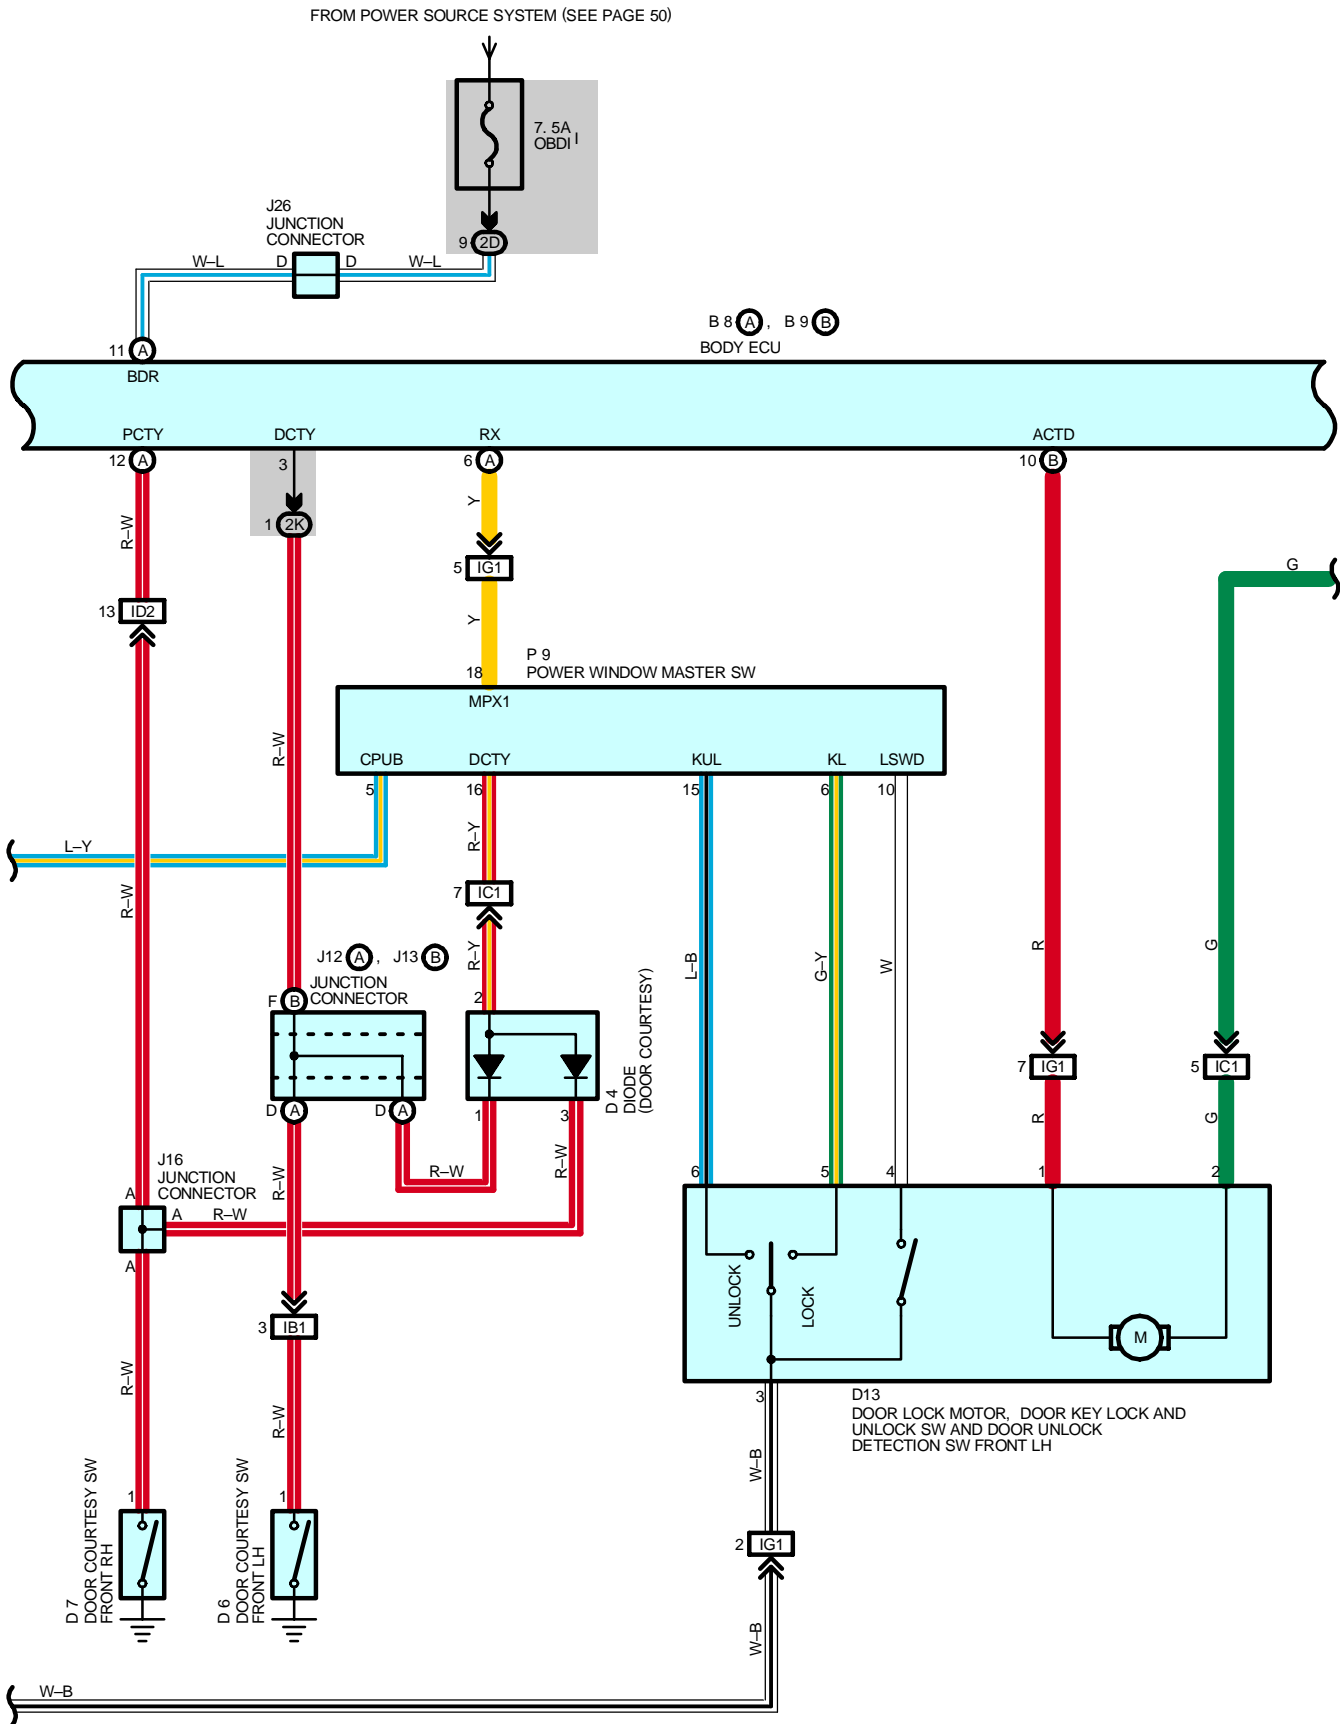 FROM POWER SOURCE SYSTEM (SEE PAGE 50)
7. 5A
OBDI I
J26
JUNCTION
CONNECTOR
9 2D
W–L D D W–L
B 8 A , B 9 B
BODY ECU
11 A
BDR
PCTY DCTY RX ACTD
12 A 3 6 A 10 B
1 2K
R–W
Y
G
5 IG1
13 ID2
Y
P 9
POWER WINDOW MASTER SW
18
MPX1
R–W
CPUB DCTY KUL KL LSWD
5 16 15 6 10
L–Y
R–Y
R–W
7 IC1
J12 A , J13 B
JUNCTION
CONNECTOR
R–Y
L–B
G–Y
W
R
G
F B
2
D 4
DIODE
(DOOR COURTESY)
7 IG1
5 IC1
D A D A 1 3
R
G
J16
JUNCTION
CONNECTOR
R–W
R–W
R–W
6 5 4 1 2
A
A R–W
A
UNLOCK
LOCK
M
3 IB1
R–W
R–W
3
D13
DOOR LOCK MOTOR, DOOR KEY LOCK AND
UNLOCK SW AND DOOR UNLOCK
DETECTION SW FRONT LH
W–B
1
1
D 7
DOOR COURTESY SW
FRONT RH
D 6
DOOR COURTESY SW
FRONT LH
2 IG1
W–B
W–B